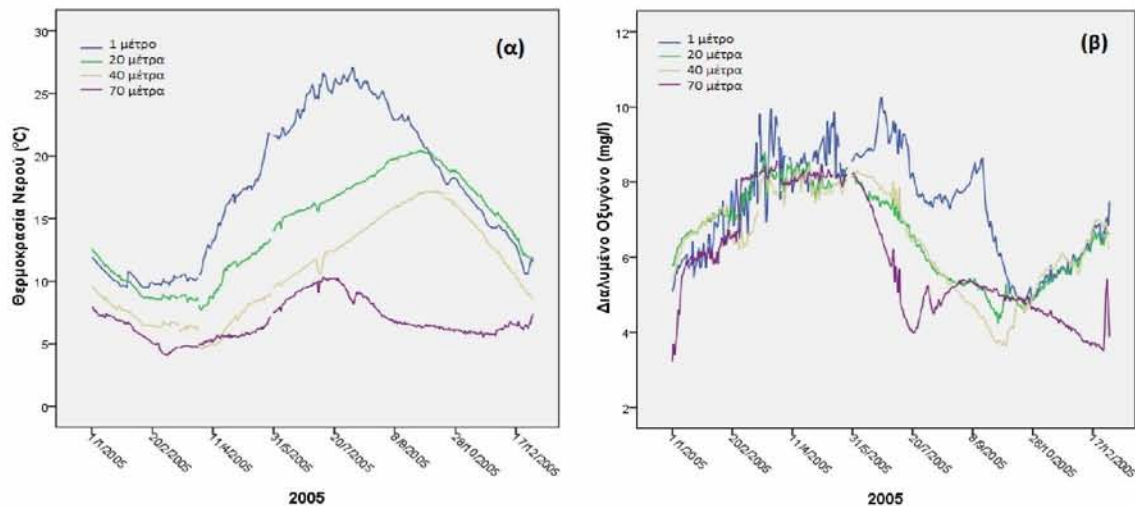 (α)
Θερμοκρασία Νερού (°C)
30
25
20
15
10
5
0
1 μέτρο
20 μέτρα
40 μέτρα
70 μέτρα
1/1/2005
20/2/2005
11/4/2005
31/5/2005
20/7/2005
8/9/2005
28/10/2005
17/12/2005
2005
(β)
Διαλυμένο Οξυγόνο (mg/l)
12
10
8
6
4
2
1 μέτρο
20 μέτρα
40 μέτρα
70 μέτρα
1/1/2005
20/2/2005
11/4/2005
31/5/2005
20/7/2005
8/9/2005
28/10/2005
17/12/2005
2005